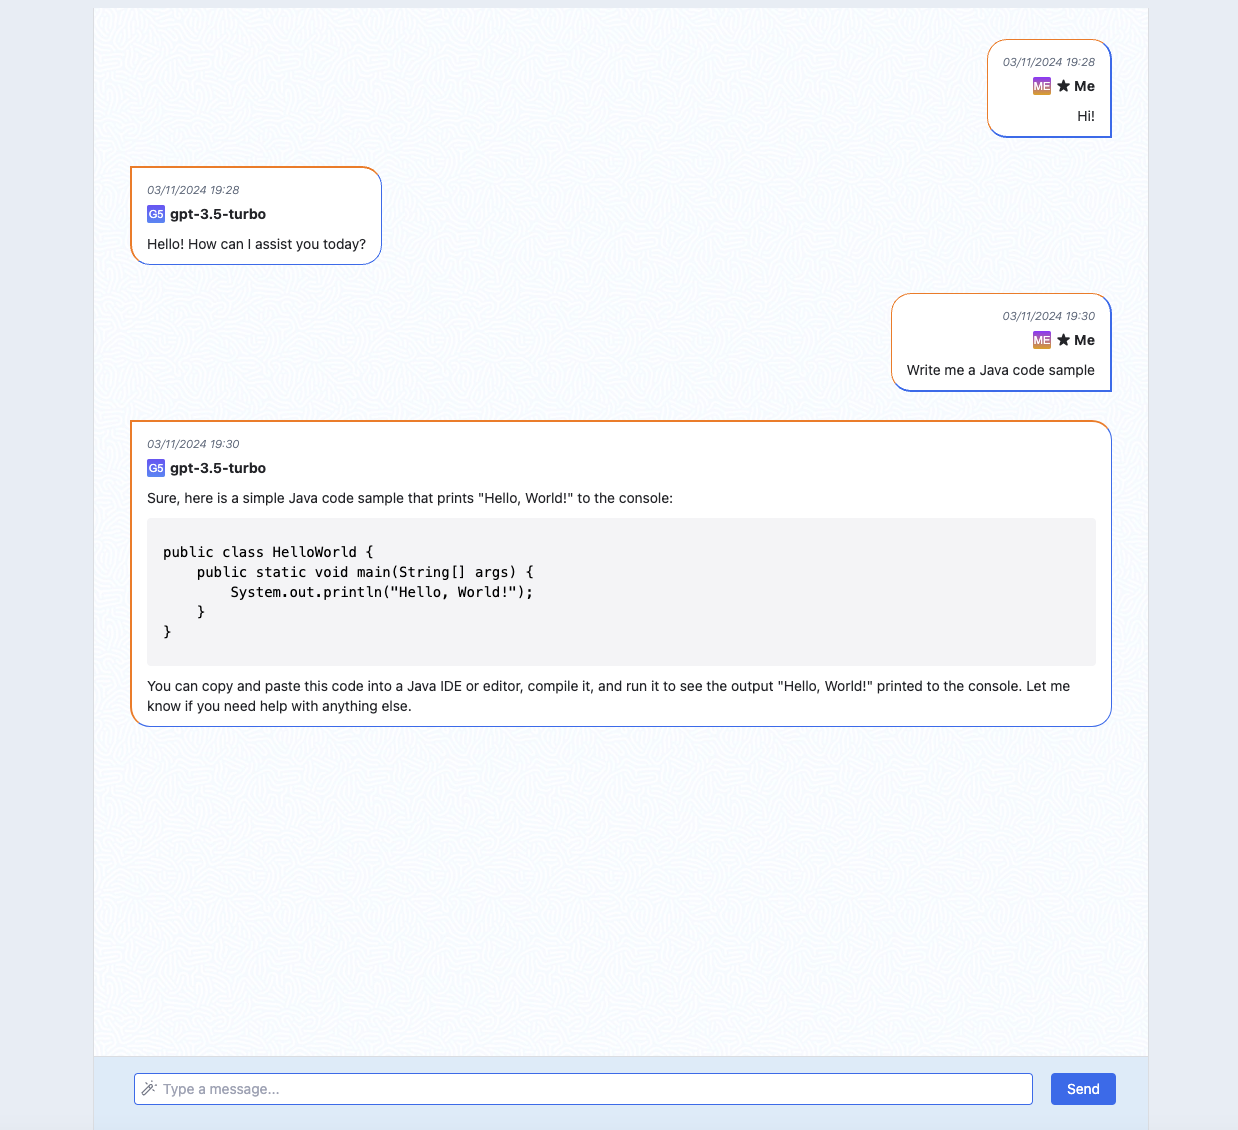 03/11/2024 19:28
ME ★ Me
Hi!
03/11/2024 19:28
G5 gpt-3.5-turbo
Hello! How can I assist you today?
03/11/2024 19:30
ME ★ Me
Write me a Java code sample
03/11/2024 19:30
G5 gpt-3.5-turbo
Sure, here is a simple Java code sample that prints "Hello, World!" to the console:
public class HelloWorld {
    public static void main(String[] args) {
        System.out.println("Hello, World!");
    }
}
You can copy and paste this code into a Java IDE or editor, compile it, and run it to see the output "Hello, World!" printed to the console. Let me
know if you need help with anything else.
Type a message...
Send